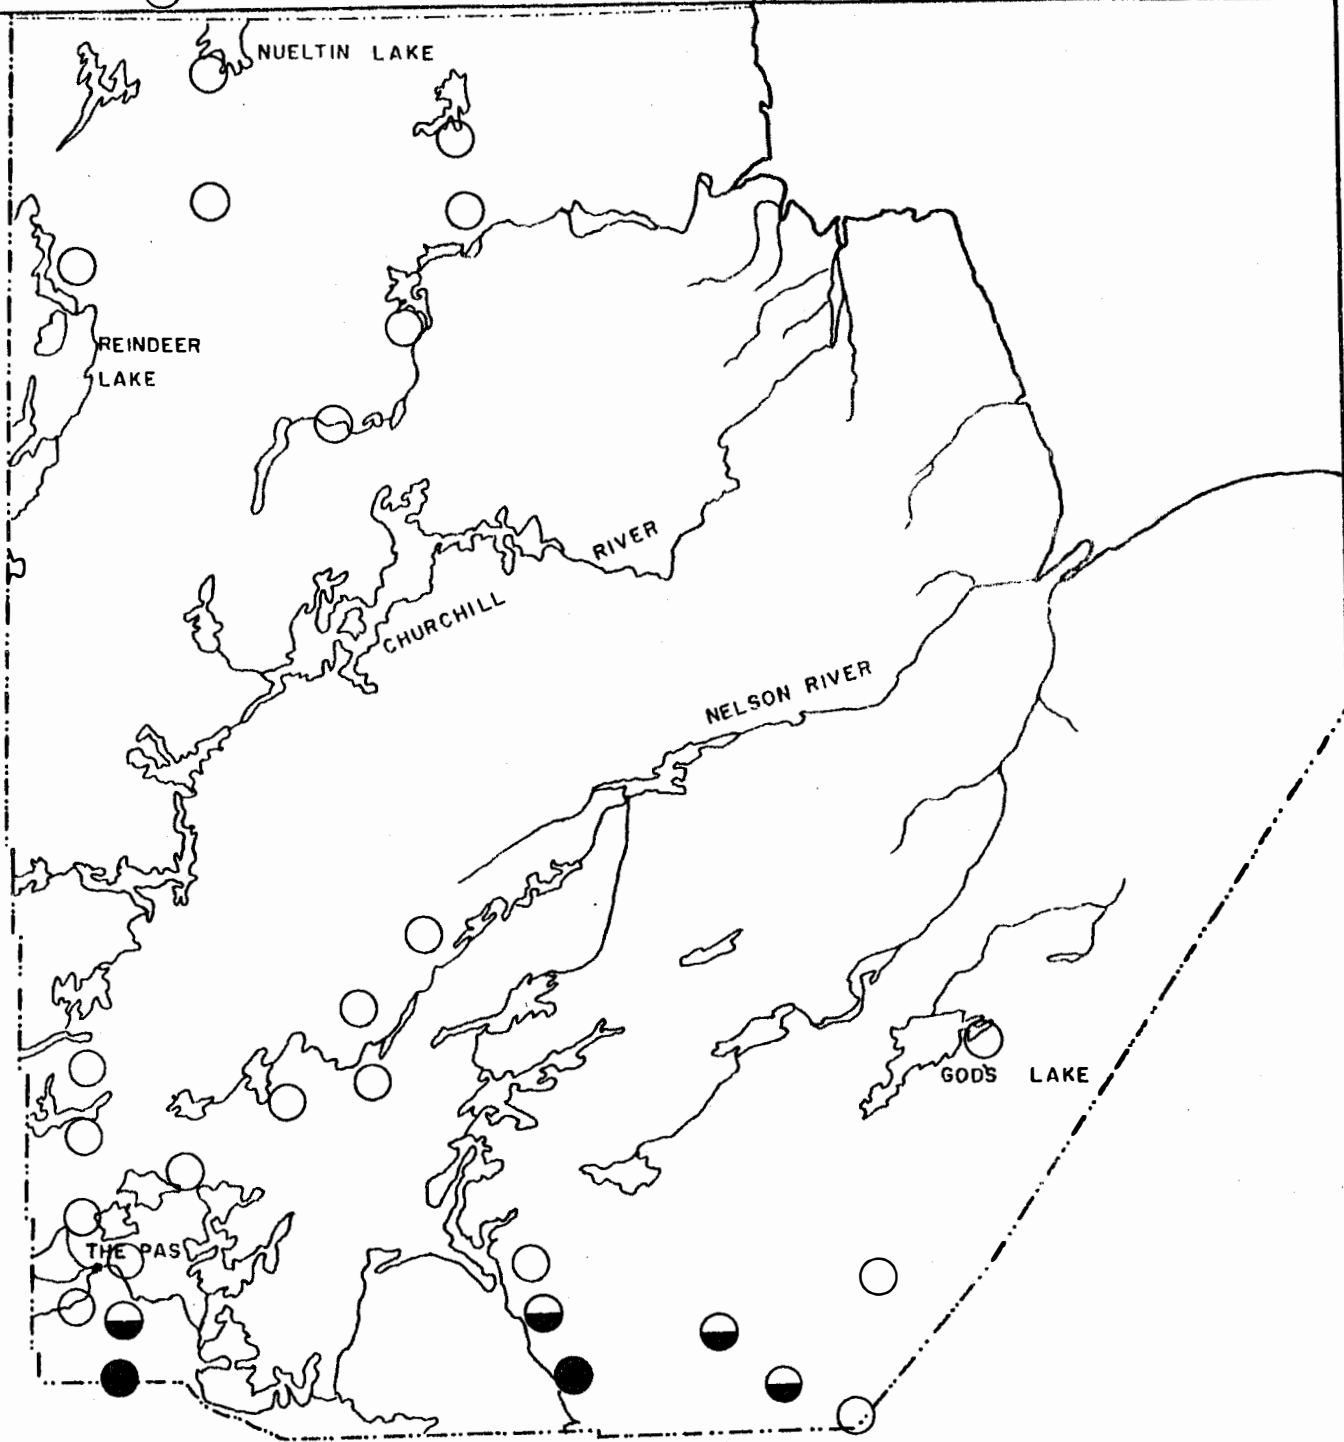 NUELTIN LAKE
REINDEER
LAKE
RIVER
CHURCHILL
NELSON RIVER
GODS LAKE
THE PAS